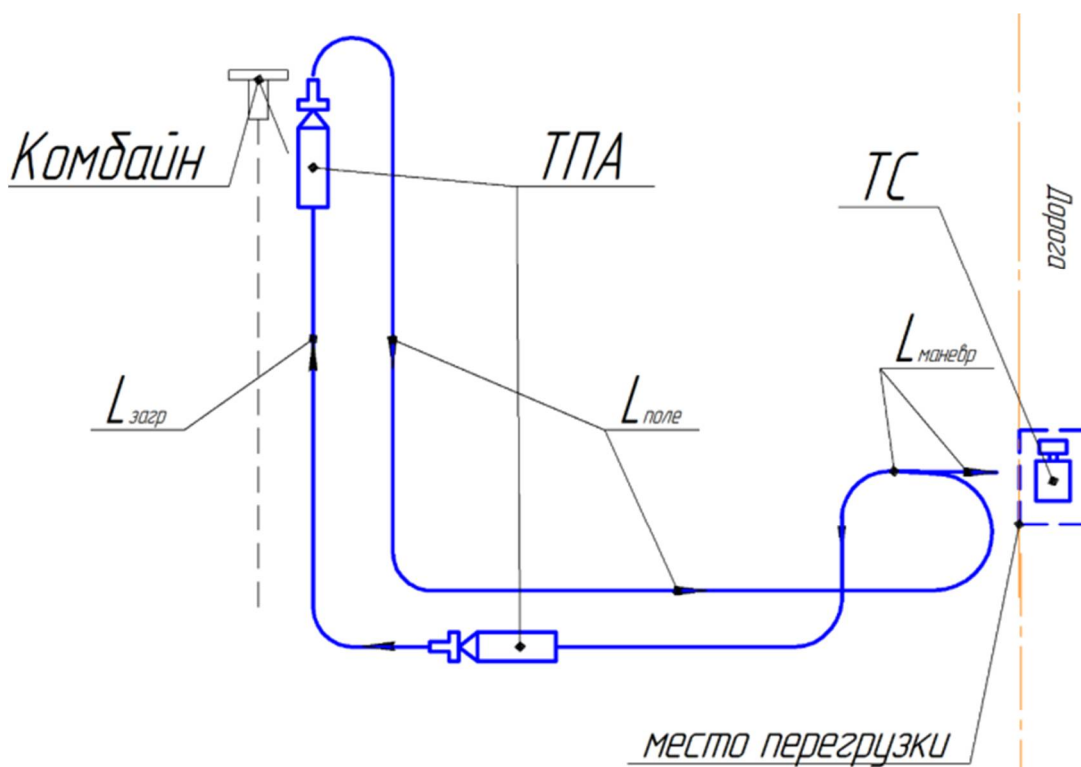 Комбайн
ТПА
ТС
Дорога
L загр
L поле
L маневр
место перегрузки